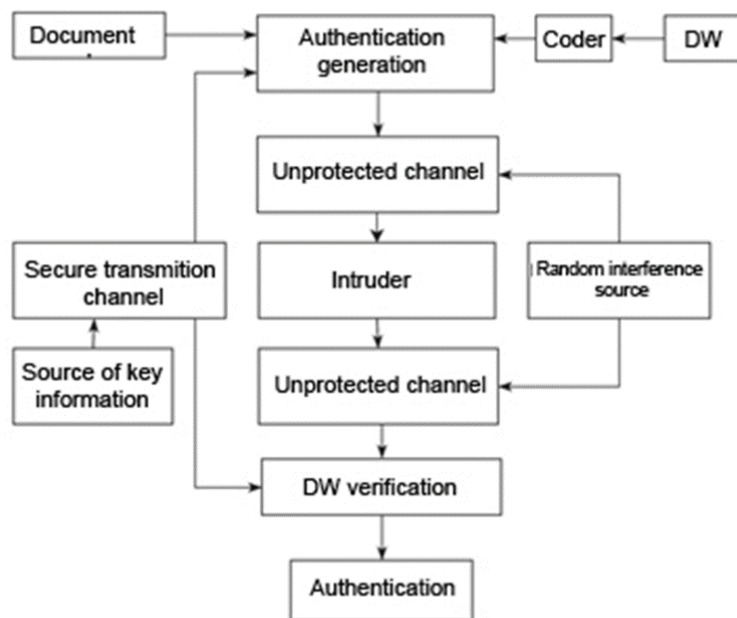 Document
Authentication
generation
Coder
DW
Unprotected channel
Secure transmition
channel
Intruder
Random interference
source
Source of key
information
Unprotected channel
DW verification
Authentication